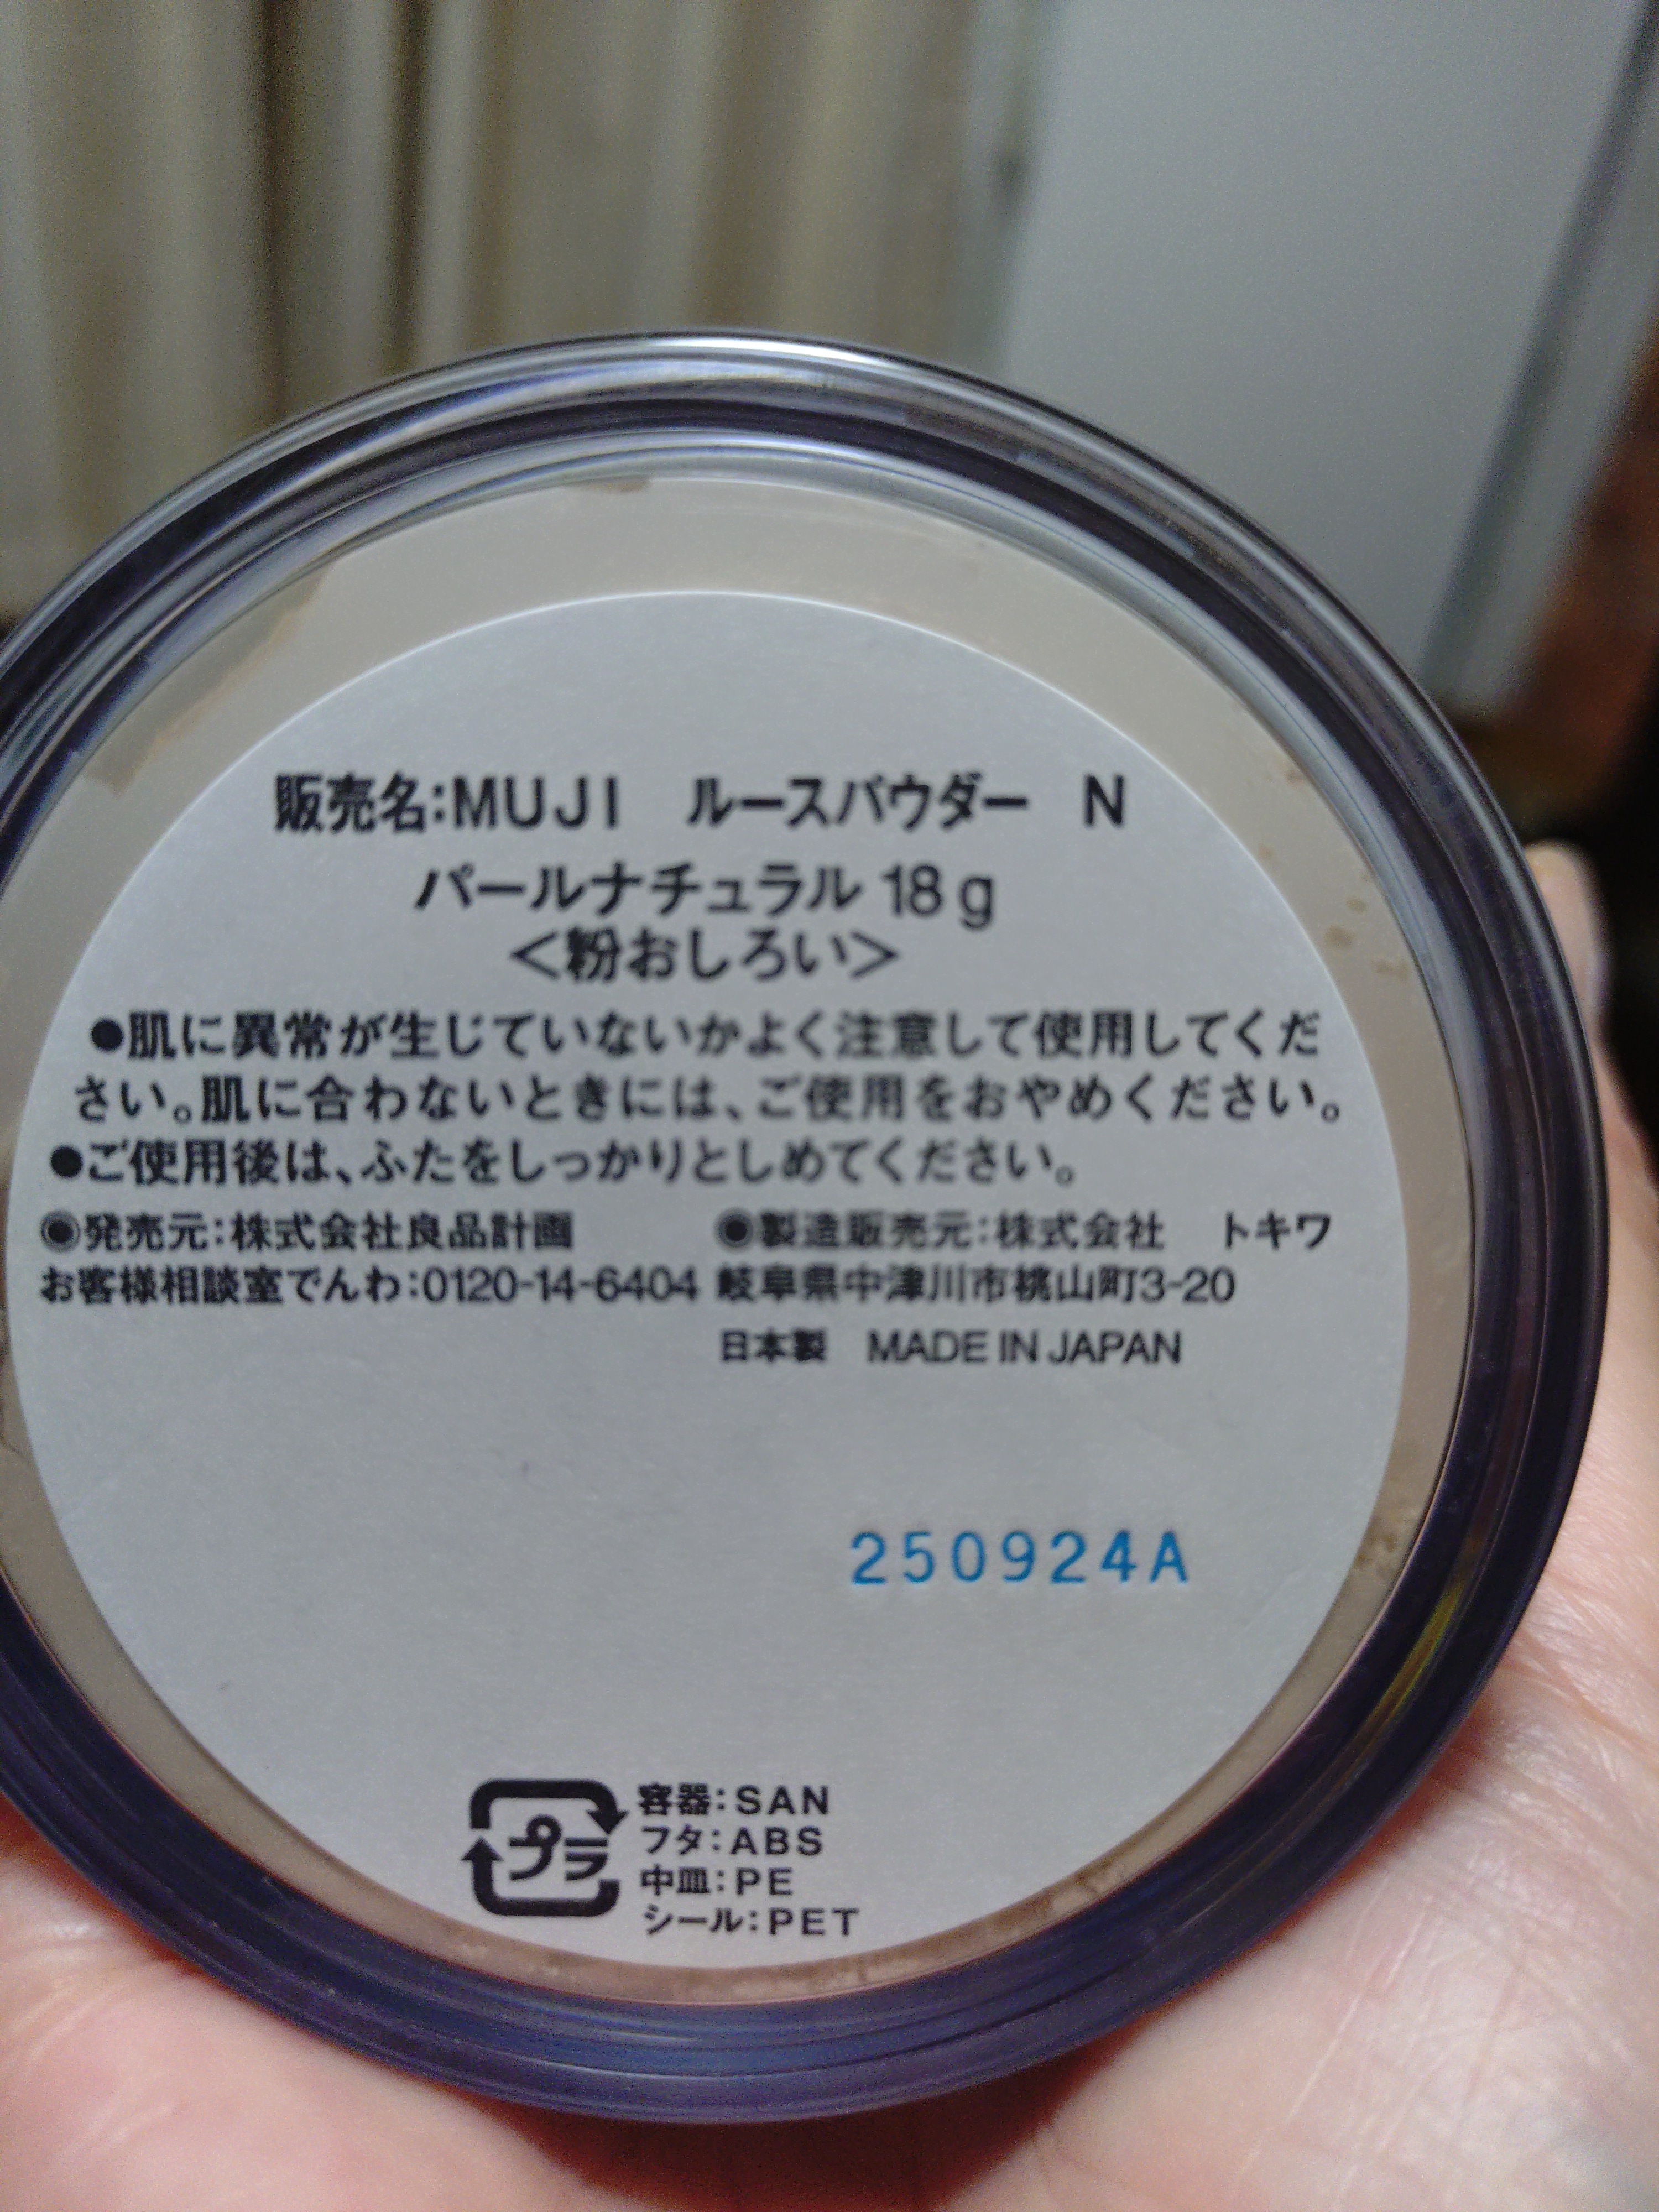 販売名:MUJI ルースパウダー N
パールナチュラル 18g
<粉おしろい>
●肌に異常が生じていないかよく注意して使用してくだ
さい。肌に合わないときには、ご使用をおやめください。
●ご使用後は、ふたをしっかりとしめてください。
◉発売元:株式会社良品計画
お客様相談室でんわ:0120-14-6404
◉製造販売元:株式会社 トキワ
岐阜県中津川市桃山町3-20
日本製 MADE IN JAPAN
250924A
プラ
容器:SAN
フタ:ABS
中皿:PE
シール:PET